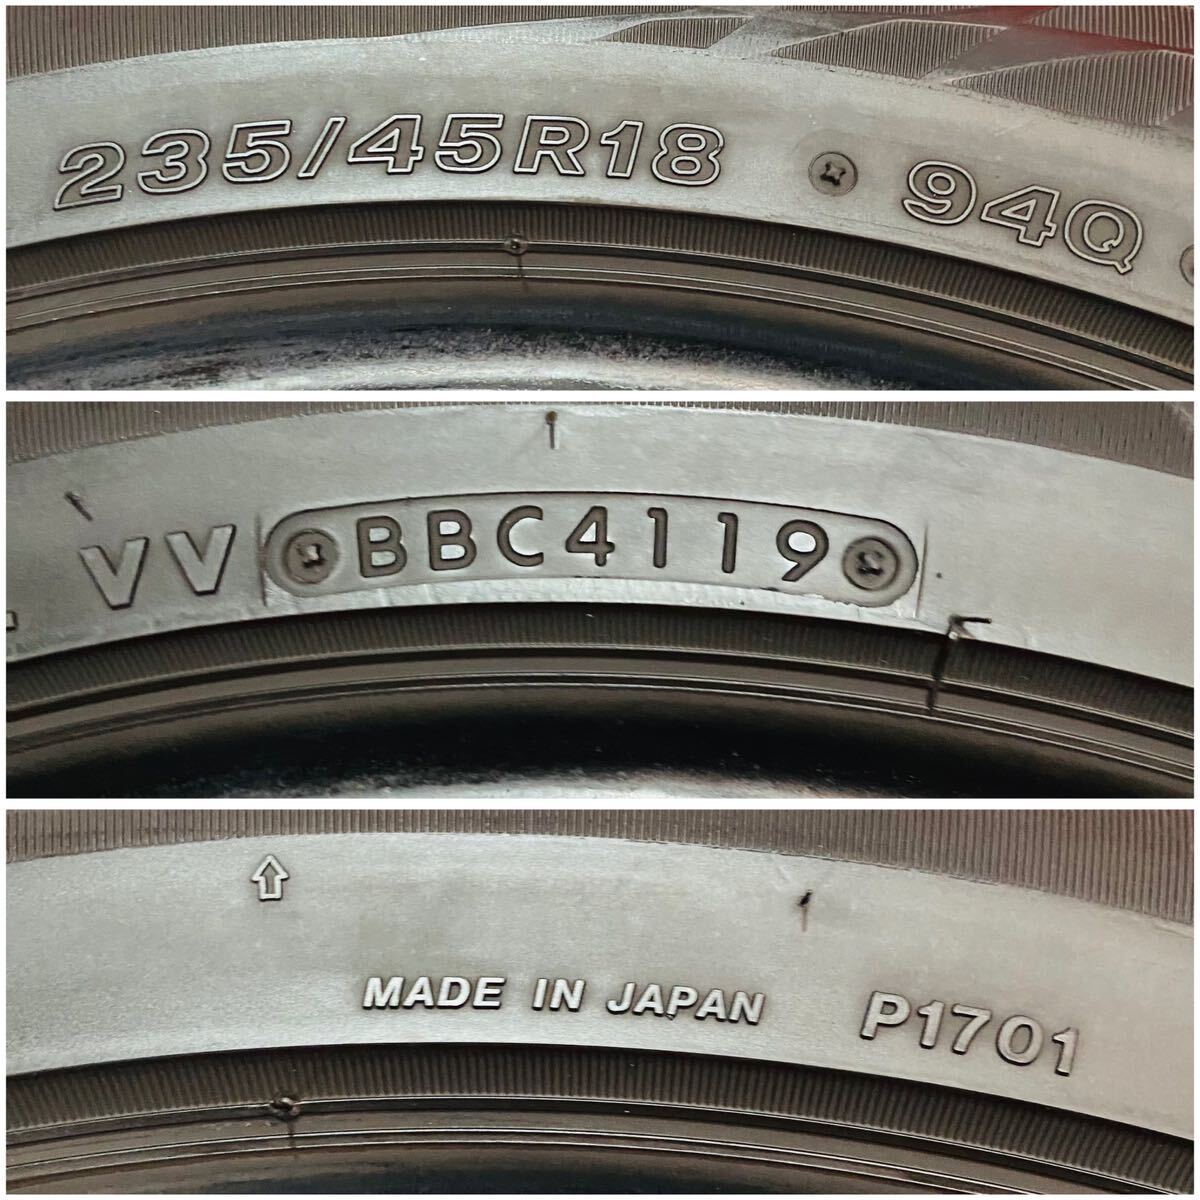 235/45R18 94Q
VV BBC4119
MADE IN JAPAN P1701